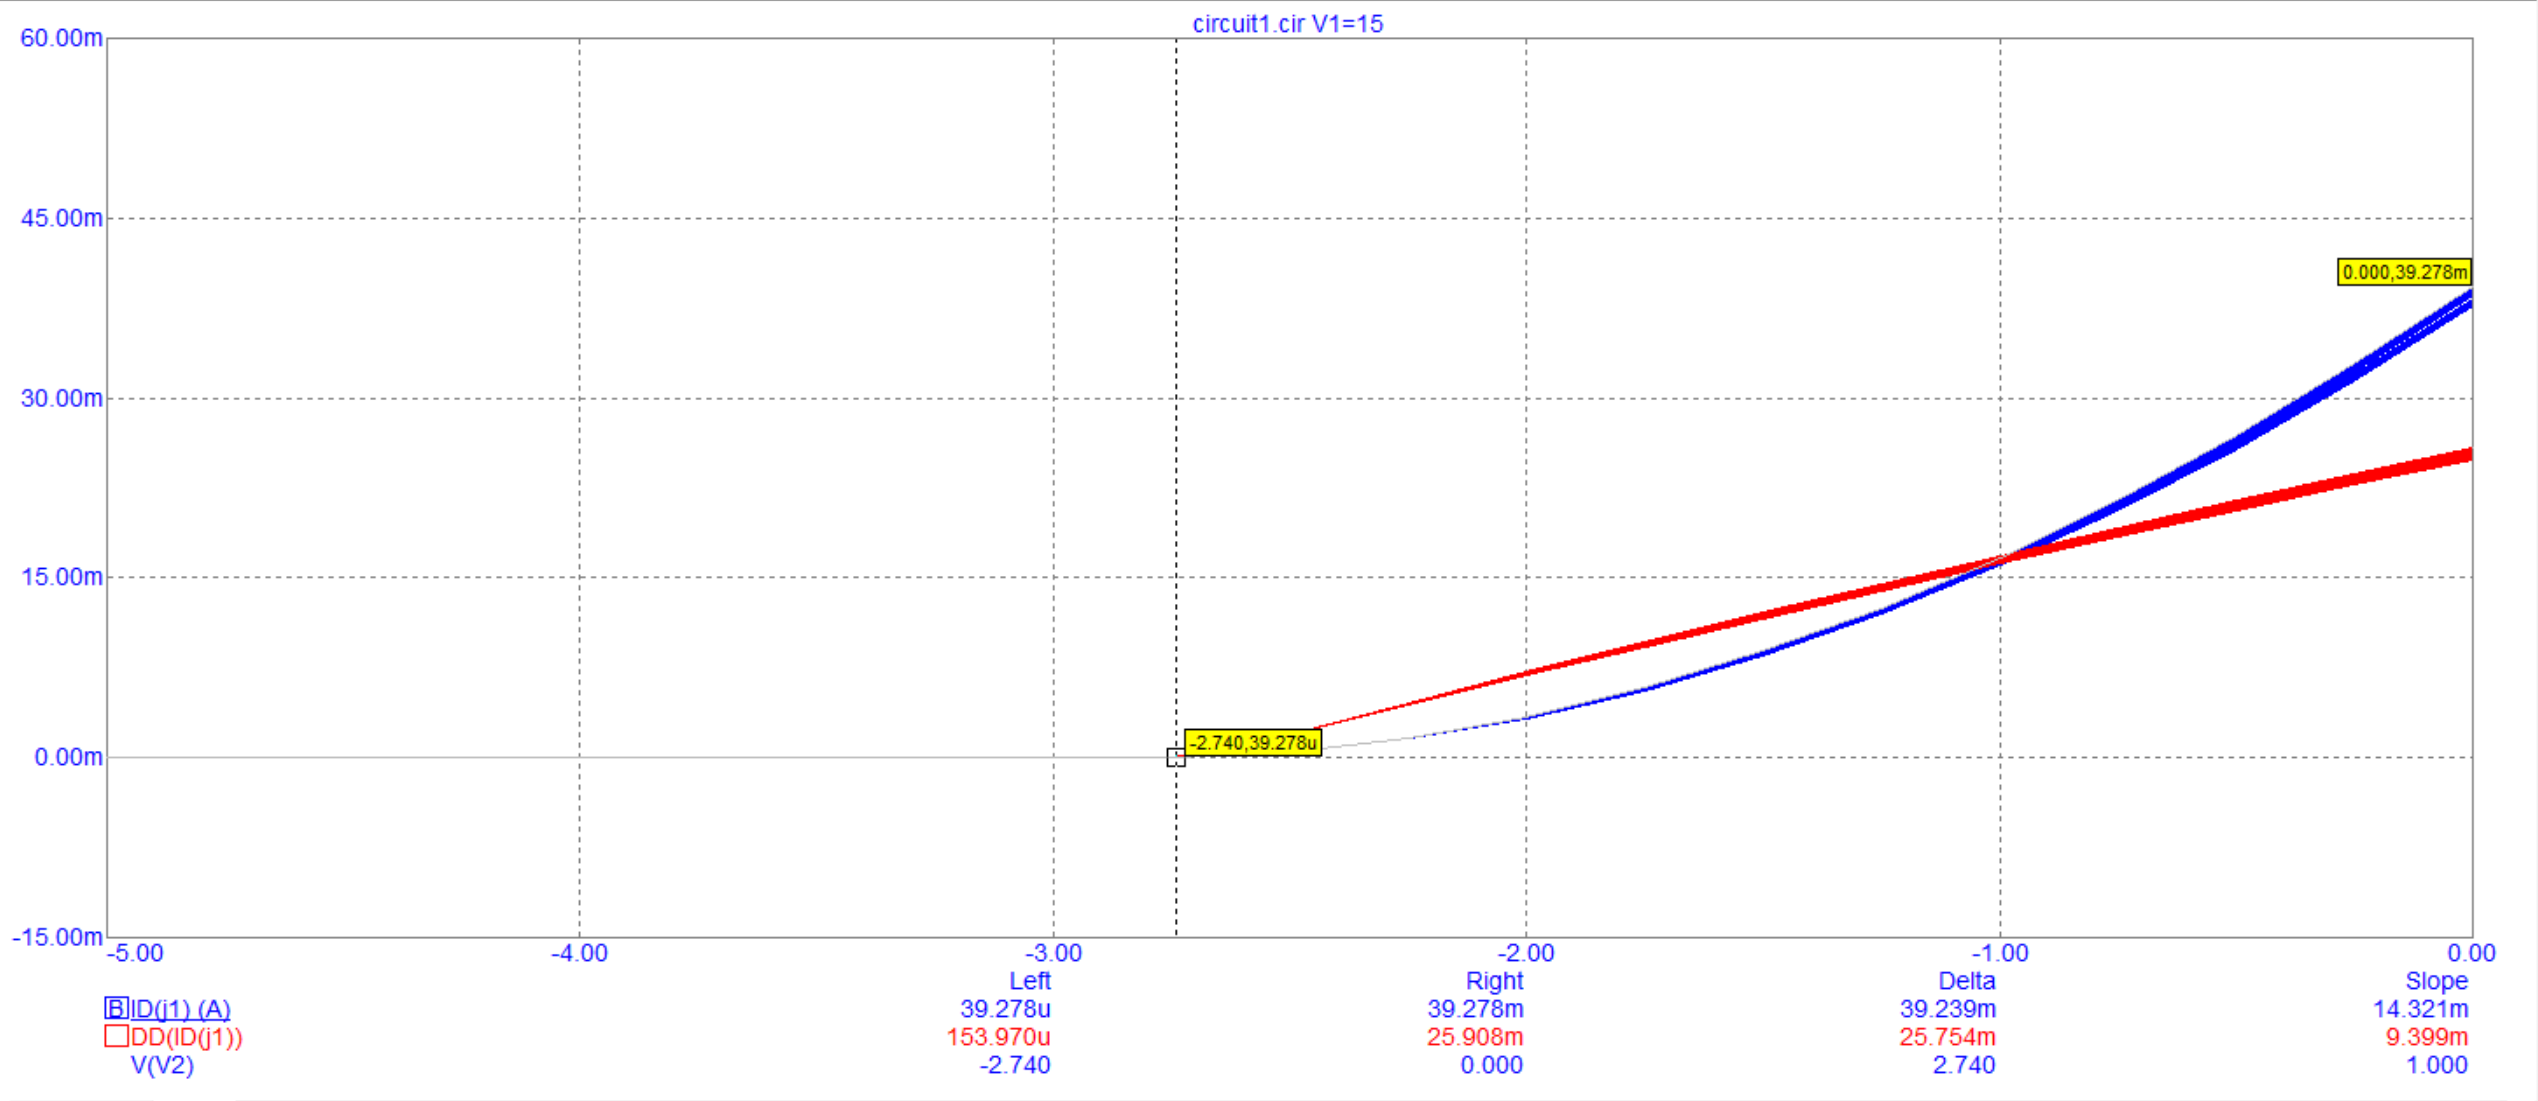 circuit1.cir V1=15
60.00m
45.00m
0.000,39.278m
30.00m
15.00m
-2.740,39.278u
0.00m
-15.00m
-5.00 -4.00 -3.00 -2.00 -1.00 0.00
Left Right Delta Slope
B ID(j1) (A) 39.278u 39.278m 39.239m 14.321m
DD(ID(j1)) 153.970u 25.908m 25.754m 9.399m
V(V2) -2.740 0.000 2.740 1.000